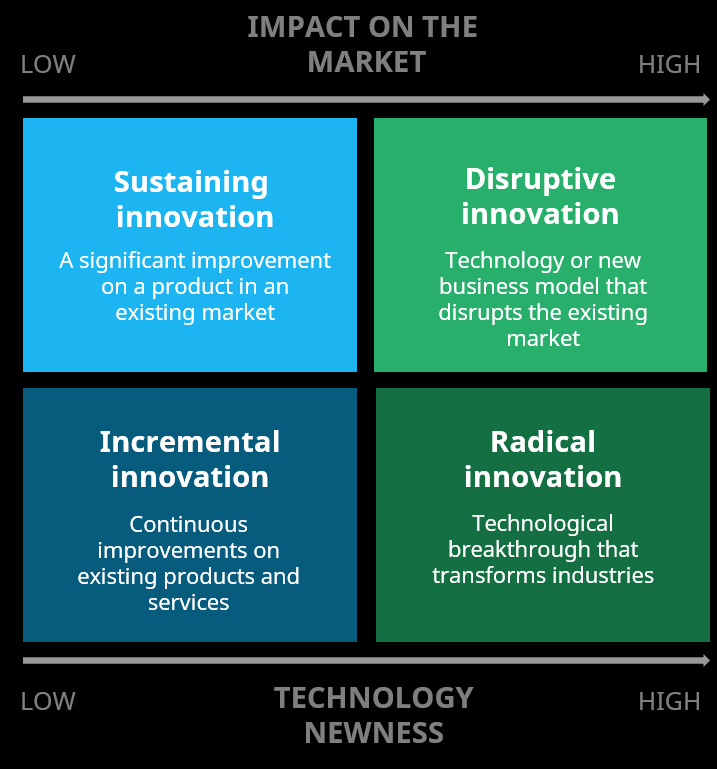 IMPACT ON THE
MARKET
LOW
HIGH
Sustaining
innovation
A significant improvement
on a product in an
existing market
Disruptive
innovation
Technology or new
business model that
disrupts the existing
market
Incremental
innovation
Continuous
improvements on
existing products and
services
Radical
innovation
Technological
breakthrough that
transforms industries
LOW
TECHNOLOGY
NEWNESS
HIGH